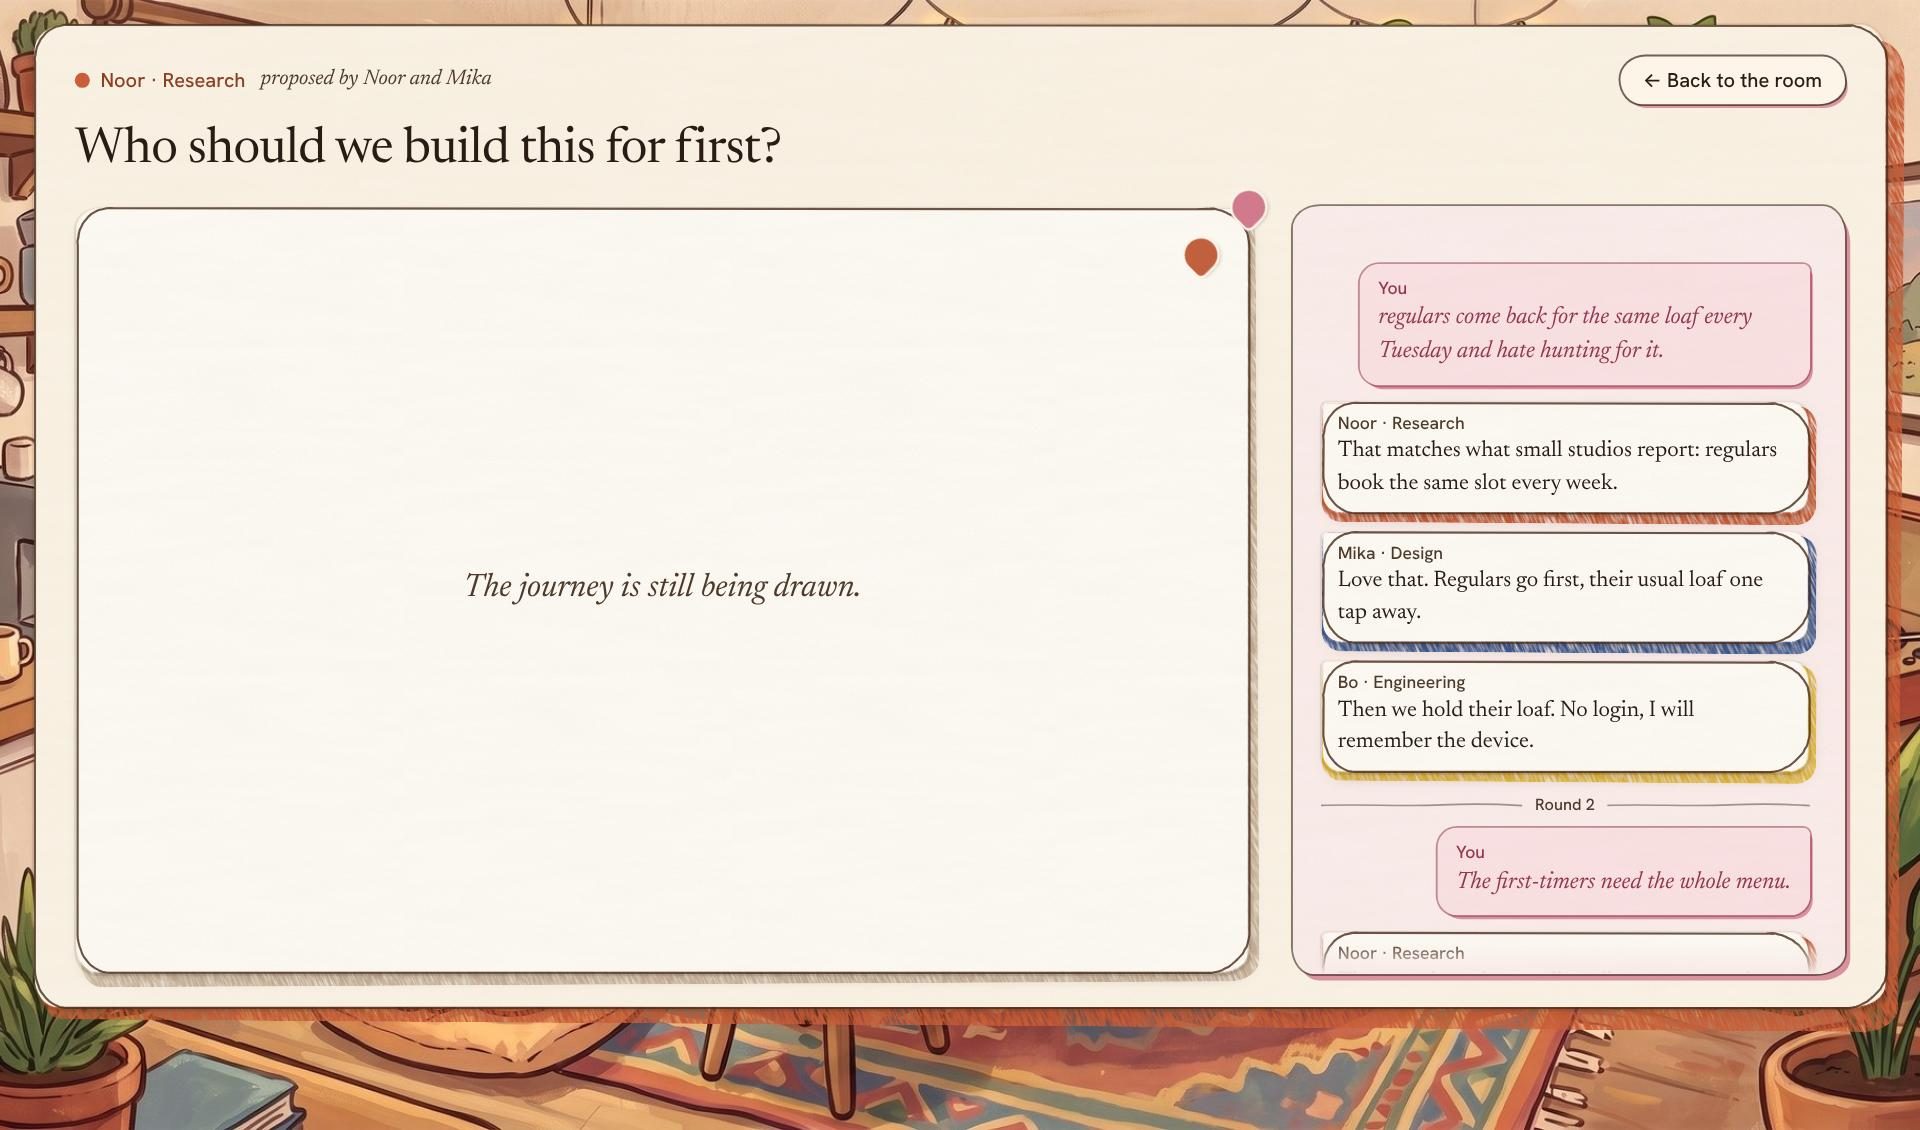 Noor · Research proposed by Noor and Mika
← Back to the room
Who should we build this for first?
The journey is still being drawn.
You
regulars come back for the same loaf every
Tuesday and hate hunting for it.
Noor · Research
That matches what small studios report: regulars
book the same slot every week.
Mika · Design
Love that. Regulars go first, their usual loaf one
tap away.
Bo · Engineering
Then we hold their loaf. No login, I will
remember the device.
Round 2
You
The first-timers need the whole menu.
Noor · Research